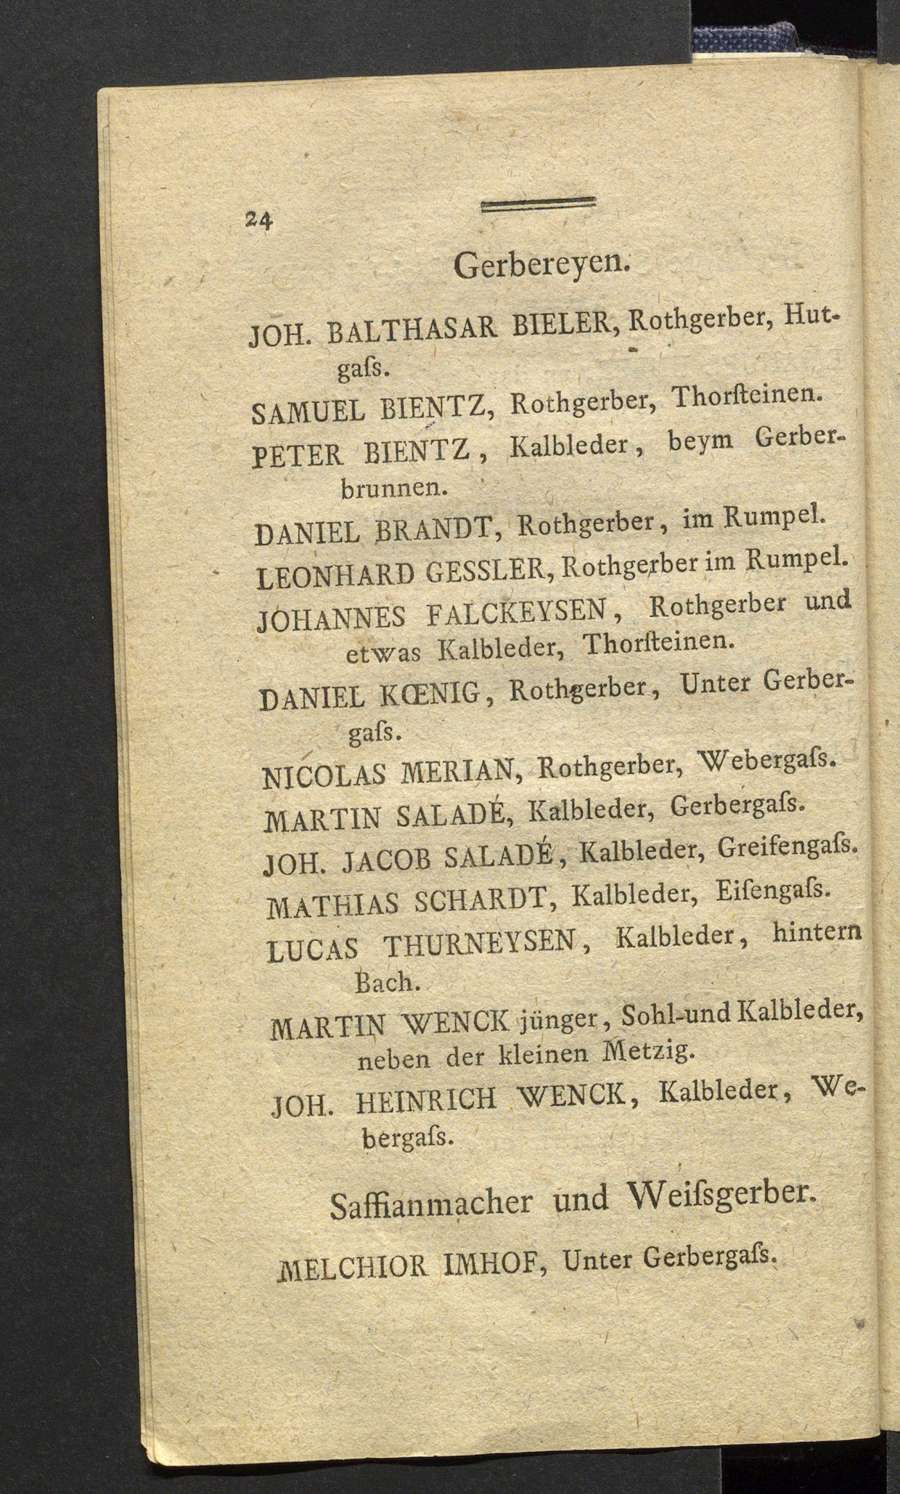 24
Gerbereyen.
JOH. BALTHASAR BIELER, Rothgerber, Hut-
gaſs.
SAMUEL BIENTZ, Rothgerber, Thorſteinen.
PETER BIENTZ, Kalbleder, beym Gerber-
brunnen.
DANIEL BRANDT, Rothgerber, im Rumpel.
LEONHARD GESSLER, Rothgerber im Rumpel.
JOHANNES FALCKEYSEN, Rothgerber und
etwas Kalbleder, Thorſteinen.
DANIEL KŒNIG, Rothgerber, Unter Gerber-
gaſs.
NICOLAS MERIAN, Rothgerber, Webergaſs.
MARTIN SALADÉ, Kalbleder, Gerbergaſs.
JOH. JACOB SALADÉ, Kalbleder, Greifengaſs.
MATHIAS SCHARDT, Kalbleder, Eiſengaſs.
LUCAS THURNEYSEN, Kalbleder, hintern
Bach.
MARTIN WENCK jünger, Sohl-und Kalbleder,
neben der kleinen Metzig.
JOH. HEINRICH WENCK, Kalbleder, We-
bergaſs.
Saffianmacher und Weiſsgerber.
MELCHIOR IMHOF, Unter Gerbergaſs.